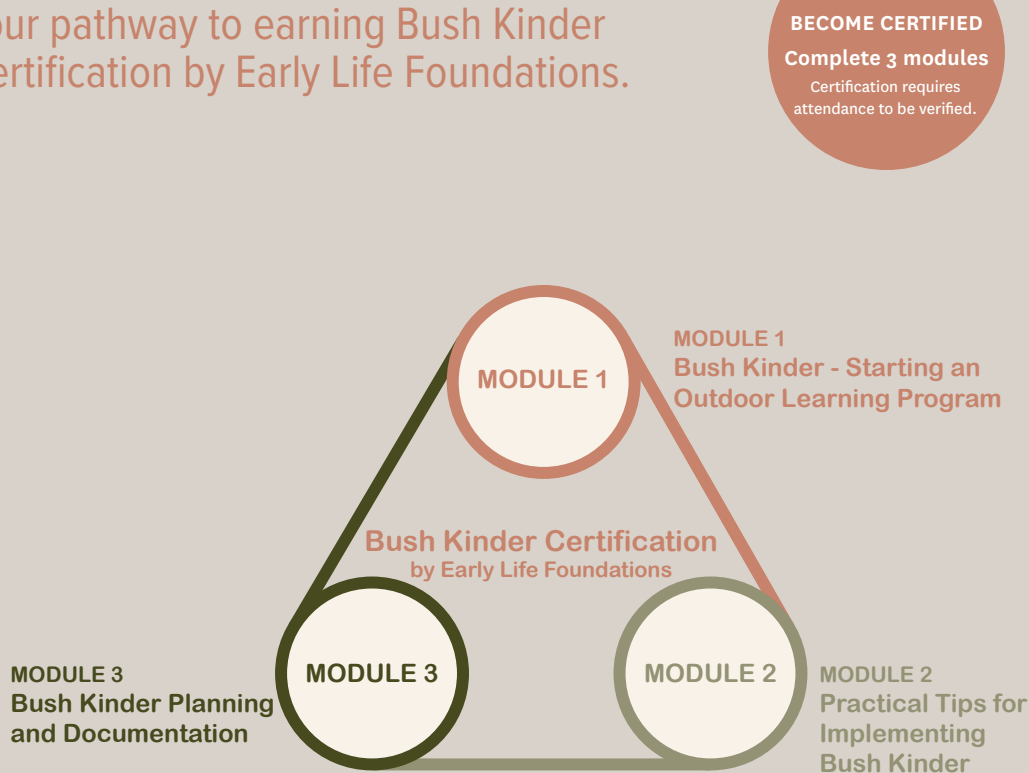 our pathway to earning Bush Kinder
ertification by Early Life Foundations.
BECOME CERTIFIED
Complete 3 modules
Certification requires
attendance to be verified.
MODULE 1
MODULE 1
Bush Kinder - Starting an
Outdoor Learning Program
Bush Kinder Certification
by Early Life Foundations
MODULE 3
Bush Kinder Planning
and Documentation
MODULE 3
MODULE 2
MODULE 2
Practical Tips for
Implementing
Bush Kinder